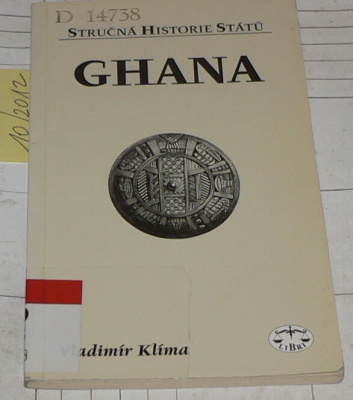 D 14738
STRUČNÁ HISTORIE STÁTŮ
GHANA
10/2012
Vladimír Klíma
LIBRI